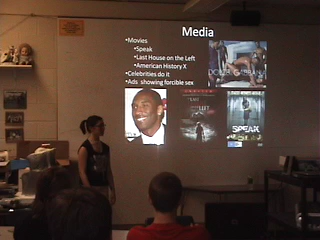 Media
•Movies
•Speak
•Last House on the Left
•American History X
•Celebrities do it
•Ads showing forcible sex
SPEAK